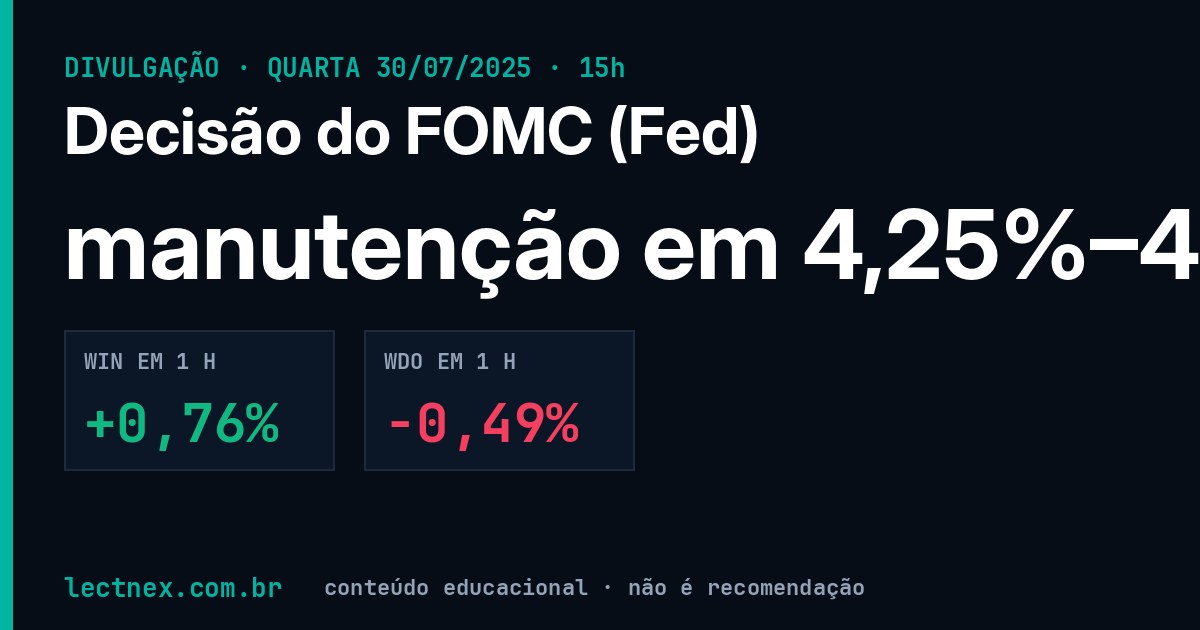 DIVULGAÇÃO · QUARTA 30/07/2025 · 15h
Decisão do FOMC (Fed)
manutenção em 4,25%–4
WIN EM 1 H
WDO EM 1 H
+0,76%
-0,49%
lectnex.com.br
conteúdo educacional · não é recomendação